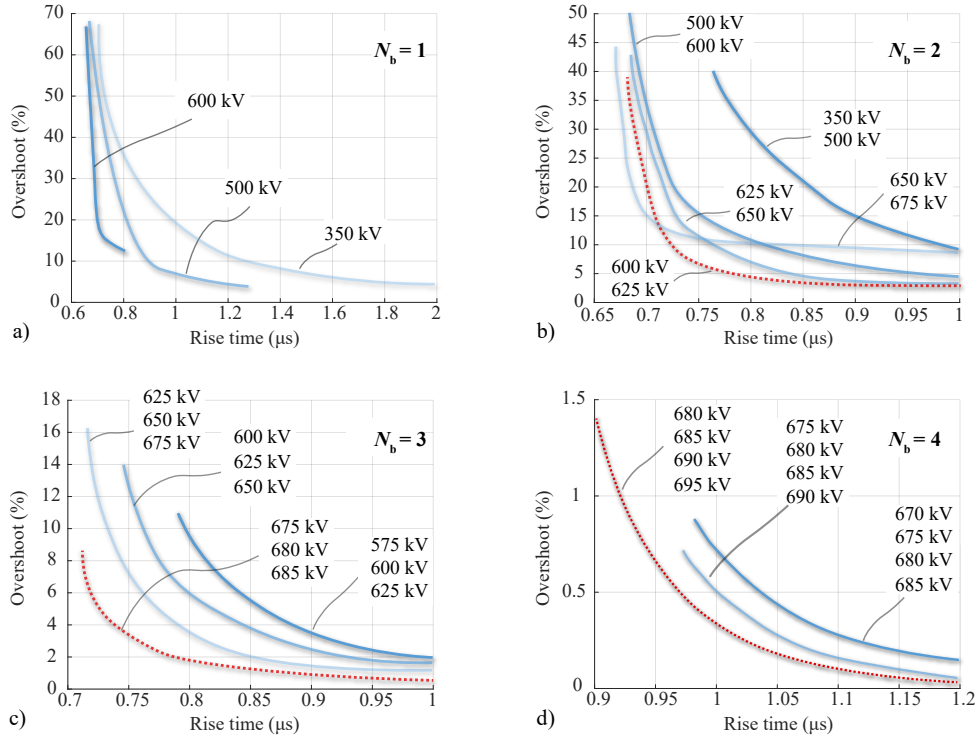 70
60
50
40
30
20
10
0
Overshoot (%)
N_b = 1
600 kV
500 kV
350 kV
0.6
0.8
1
1.2
1.4
1.6
1.8
2
Rise time (µs)
a)
50
45
40
35
30
25
20
15
10
5
0
Overshoot (%)
N_b = 2
500 kV
600 kV
350 kV
500 kV
625 kV
650 kV
650 kV
675 kV
600 kV
625 kV
0.65
0.7
0.75
0.8
0.85
0.9
0.95
1
Rise time (µs)
b)
18
16
14
12
10
8
6
4
2
0
Overshoot (%)
N_b = 3
625 kV
650 kV
675 kV
600 kV
625 kV
650 kV
675 kV
680 kV
685 kV
575 kV
600 kV
625 kV
0.7
0.75
0.8
0.85
0.9
0.95
1
Rise time (µs)
c)
1.5
1
0.5
0
Overshoot (%)
N_b = 4
680 kV
685 kV
690 kV
695 kV
675 kV
680 kV
685 kV
690 kV
670 kV
675 kV
680 kV
685 kV
0.9
0.95
1
1.05
1.1
1.15
1.2
Rise time (µs)
d)